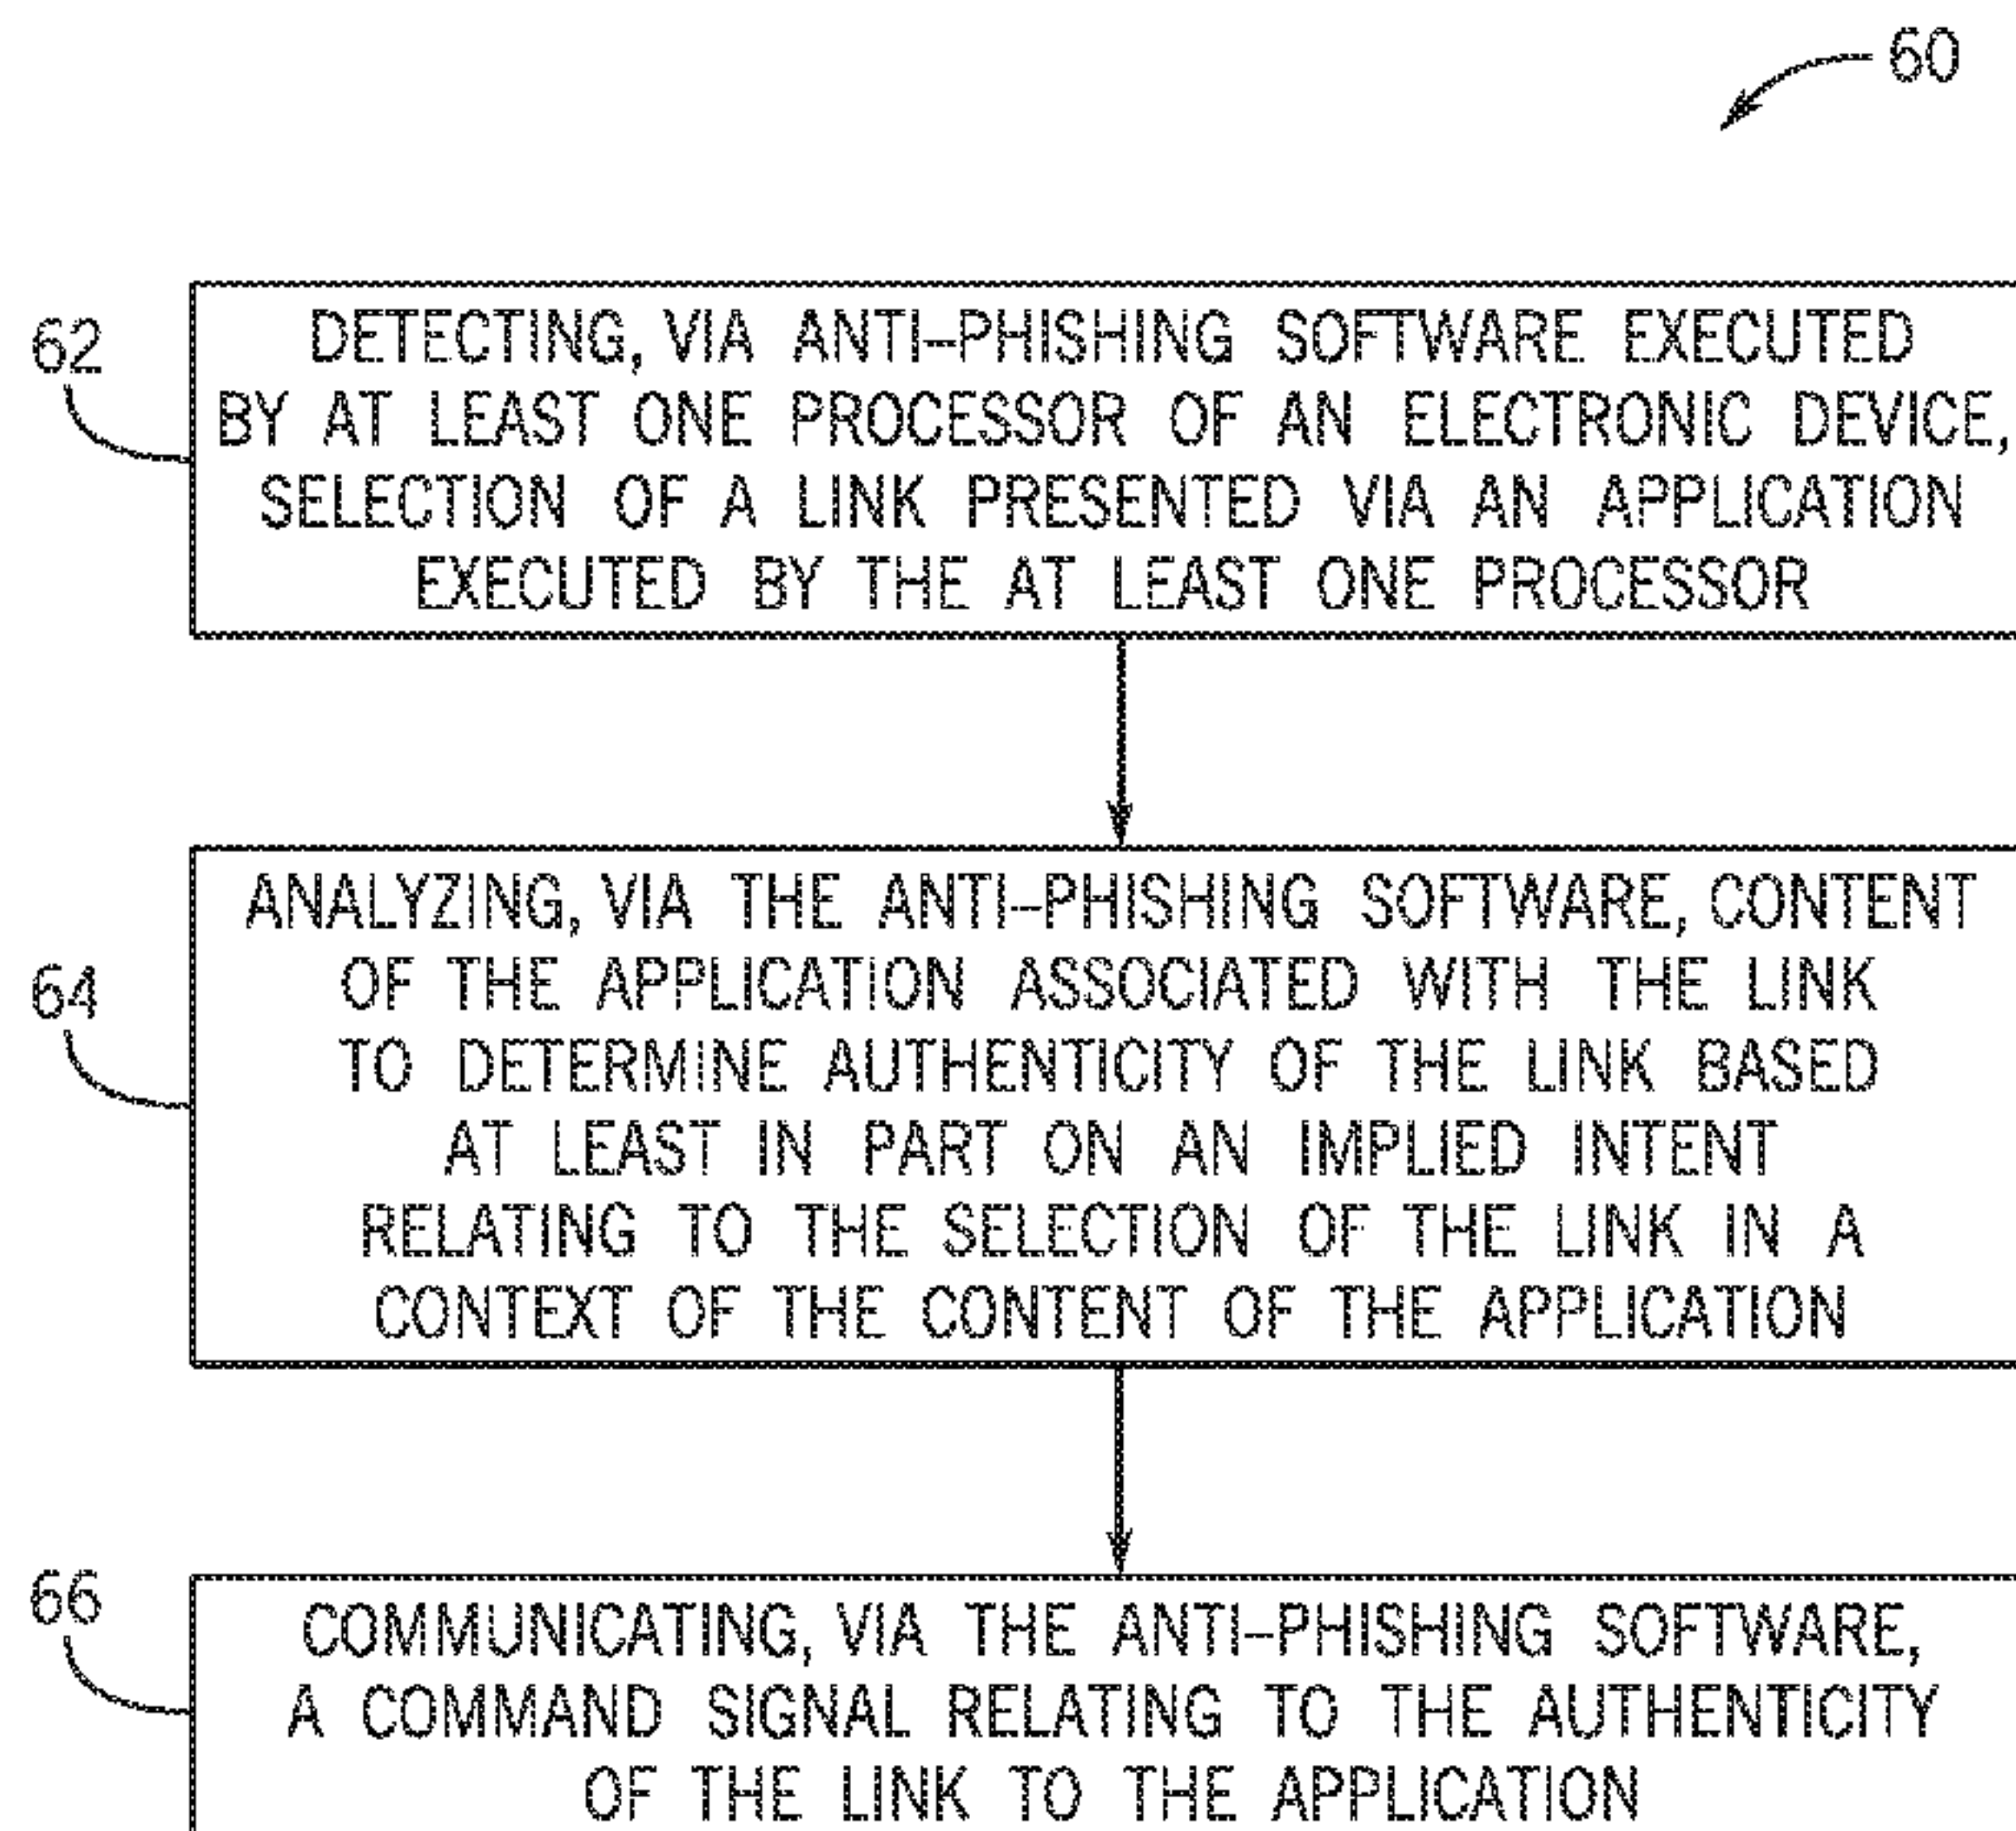 60
62
DETECTING, VIA ANTI-PHISHING SOFTWARE EXECUTED
BY AT LEAST ONE PROCESSOR OF AN ELECTRONIC DEVICE,
SELECTION OF A LINK PRESENTED VIA AN APPLICATION
EXECUTED BY THE AT LEAST ONE PROCESSOR
64
ANALYZING, VIA THE ANTI-PHISHING SOFTWARE, CONTENT
OF THE APPLICATION ASSOCIATED WITH THE LINK
TO DETERMINE AUTHENTICITY OF THE LINK BASED
AT LEAST IN PART ON AN IMPLIED INTENT
RELATING TO THE SELECTION OF THE LINK IN A
CONTEXT OF THE CONTENT OF THE APPLICATION
66
COMMUNICATING, VIA THE ANTI-PHISHING SOFTWARE,
A COMMAND SIGNAL RELATING TO THE AUTHENTICITY
OF THE LINK TO THE APPLICATION